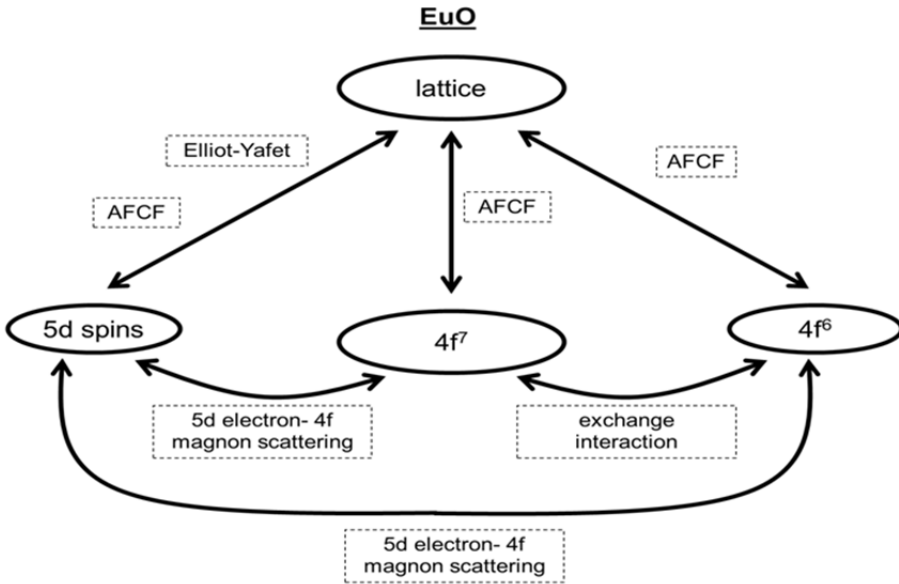 EuO
lattice
Elliot-Yafet
AFCF
AFCF
AFCF
5d spins
4f⁷
4f⁶
5d electron- 4f
magnon scattering
exchange
interaction
5d electron- 4f
magnon scattering